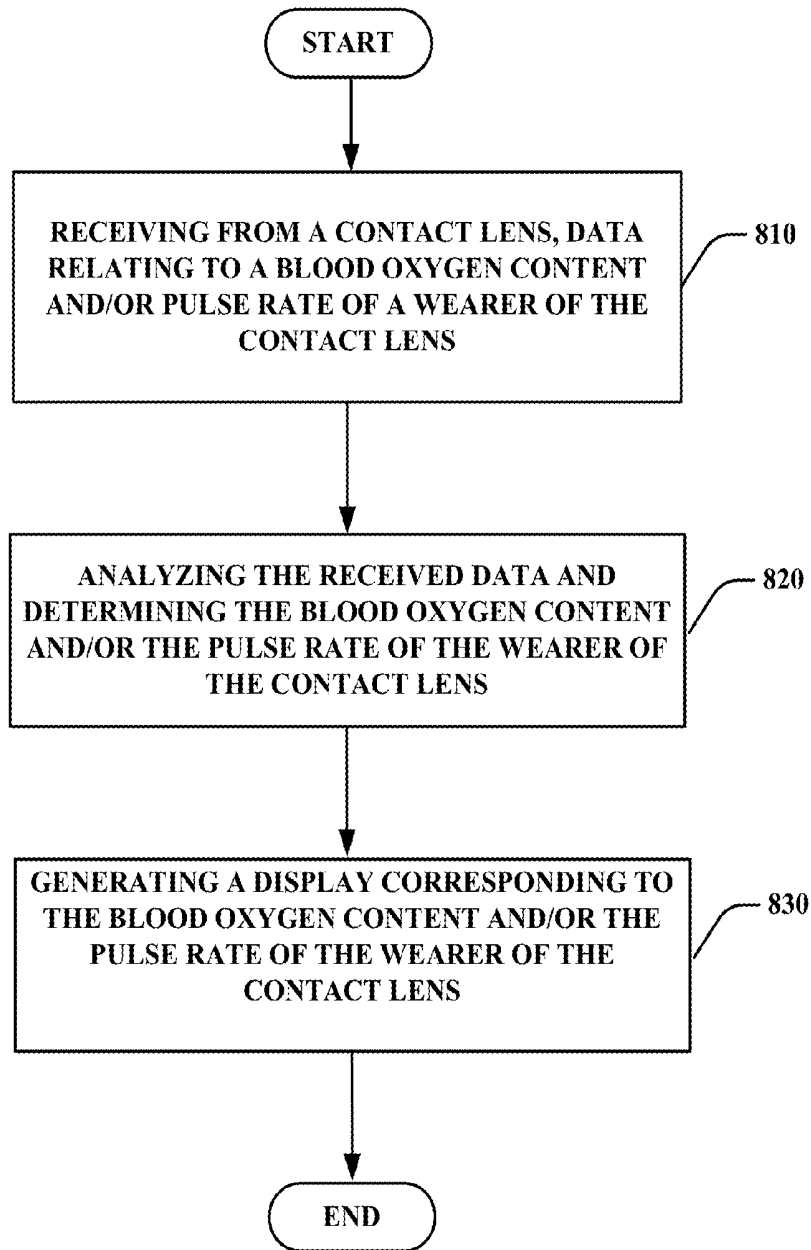 START
RECEIVING FROM A CONTACT LENS, DATA
RELATING TO A BLOOD OXYGEN CONTENT
AND/OR PULSE RATE OF A WEARER OF THE
CONTACT LENS
810
ANALYZING THE RECEIVED DATA AND
DETERMINING THE BLOOD OXYGEN CONTENT
AND/OR THE PULSE RATE OF THE WEARER OF
THE CONTACT LENS
820
GENERATING A DISPLAY CORRESPONDING TO
THE BLOOD OXYGEN CONTENT AND/OR THE
PULSE RATE OF THE WEARER OF THE
CONTACT LENS
830
END